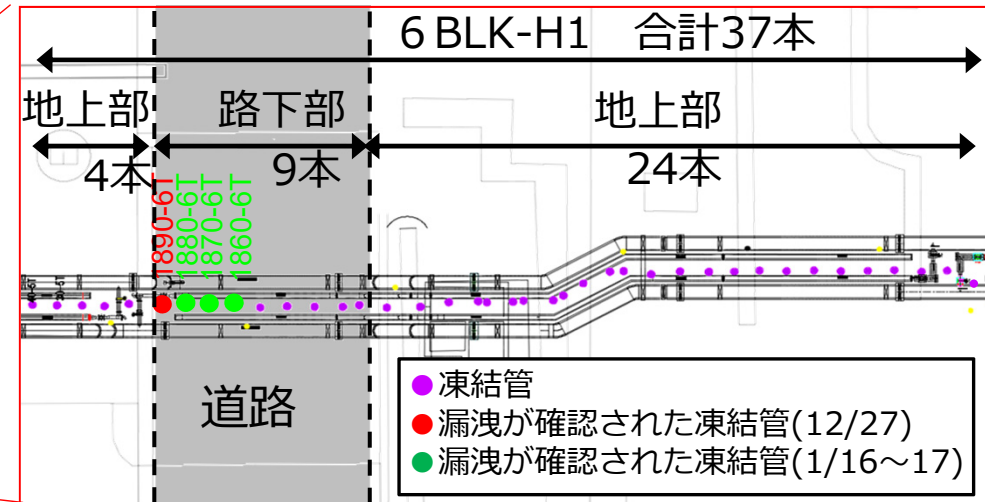 6 BLK-H1 合計37本
地上部
路下部
地上部
4本
9本
24本
1890-6T
1880-6T
1870-6T
1860-6T
道路
凍結管
漏洩が確認された凍結管(12/27)
漏洩が確認された凍結管(1/16～17)